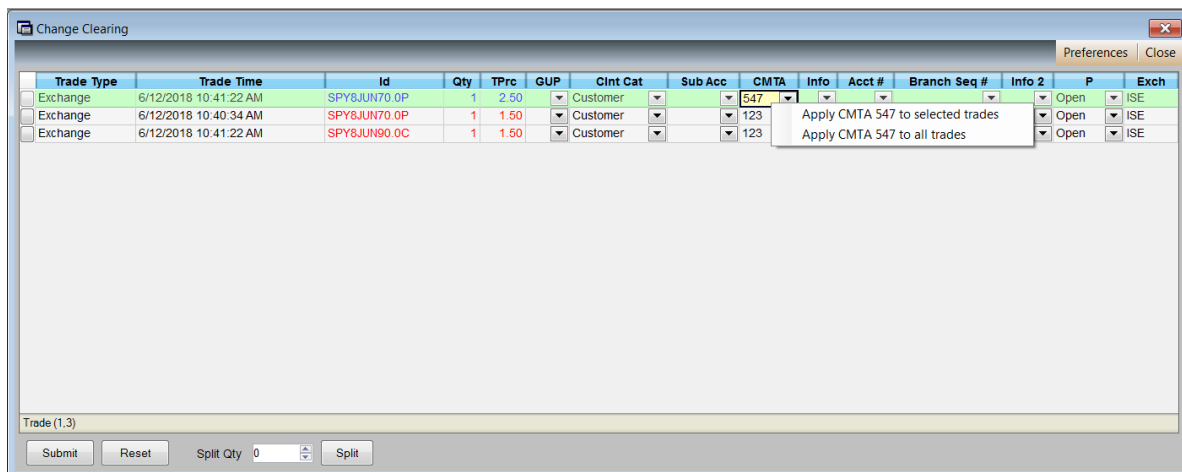 Change Clearing
Preferences Close
Trade Type Trade Time Id Qty TPrc GUP Clnt Cat Sub Acc CMTA Info Acct # Branch Seq # Info 2 P Exch
Exchange 6/12/2018 10:41:22 AM SPY8JUN70.0P 1 2.50 Customer 547 Open ISE
Exchange 6/12/2018 10:40:34 AM SPY8JUN70.0P 1 1.50 Customer 123 Open ISE
Apply CMTA 547 to selected trades
Exchange 6/12/2018 10:41:22 AM SPY8JUN90.0C 1 1.50 Customer 123 Open ISE
Apply CMTA 547 to all trades
Trade (1,3)
Submit Reset Split Qty 0 Split